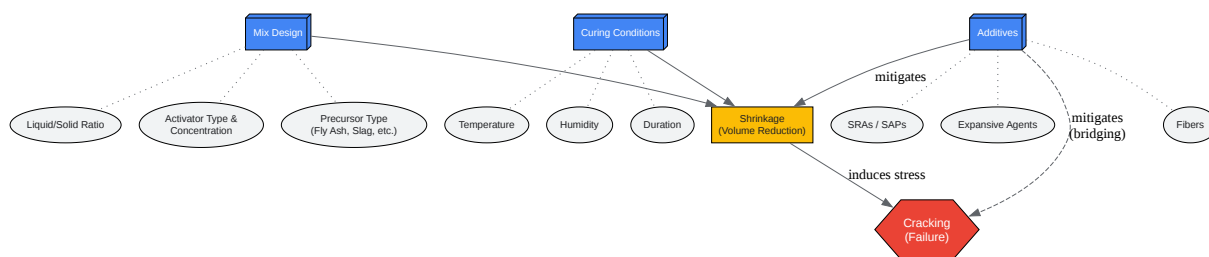 Mix Design
Curing Conditions
Additives
mitigates
Liquid/Solid Ratio
Activator Type &
Concentration
Precursor Type
(Fly Ash, Slag, etc.)
Temperature
Humidity
Duration
Shrinkage
(Volume Reduction)
SRAs / SAPs
Expansive Agents
mitigates
(bridging)
Fibers
induces stress
Cracking
(Failure)